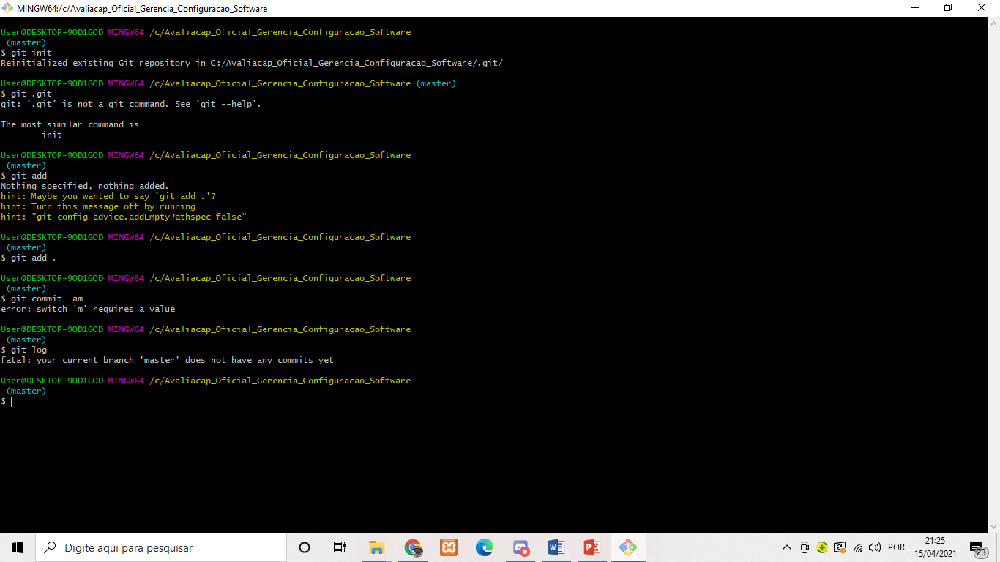 MINGW64:/c/Avaliacap_Oficial_Gerencia_Configuracao_Software
User@DESKTOP-9OD1GOD MINGW64 /c/Avaliacap_Oficial_Gerencia_Configuracao_Software
(master)
$ git init
Reinitialized existing Git repository in C:/Avaliacap_Oficial_Gerencia_Configuracao_Software/.git/
User@DESKTOP-9OD1GOD MINGW64 /c/Avaliacap_Oficial_Gerencia_Configuracao_Software (master)
$ git .git
git: '.git' is not a git command. See 'git --help'.
The most similar command is
init
User@DESKTOP-9OD1GOD MINGW64 /c/Avaliacap_Oficial_Gerencia_Configuracao_Software
(master)
$ git add
Nothing specified, nothing added.
hint: Maybe you wanted to say 'git add .'?
hint: Turn this message off by running
hint: "git config advice.addEmptyPathspec false"
User@DESKTOP-9OD1GOD MINGW64 /c/Avaliacap_Oficial_Gerencia_Configuracao_Software
(master)
$ git add .
User@DESKTOP-9OD1GOD MINGW64 /c/Avaliacap_Oficial_Gerencia_Configuracao_Software
(master)
$ git commit -am
error: switch `m' requires a value
User@DESKTOP-9OD1GOD MINGW64 /c/Avaliacap_Oficial_Gerencia_Configuracao_Software
(master)
$ git log
fatal: your current branch 'master' does not have any commits yet
User@DESKTOP-9OD1GOD MINGW64 /c/Avaliacap_Oficial_Gerencia_Configuracao_Software
(master)
$
Digite aqui para pesquisar
POR
21:25
15/04/2021
23